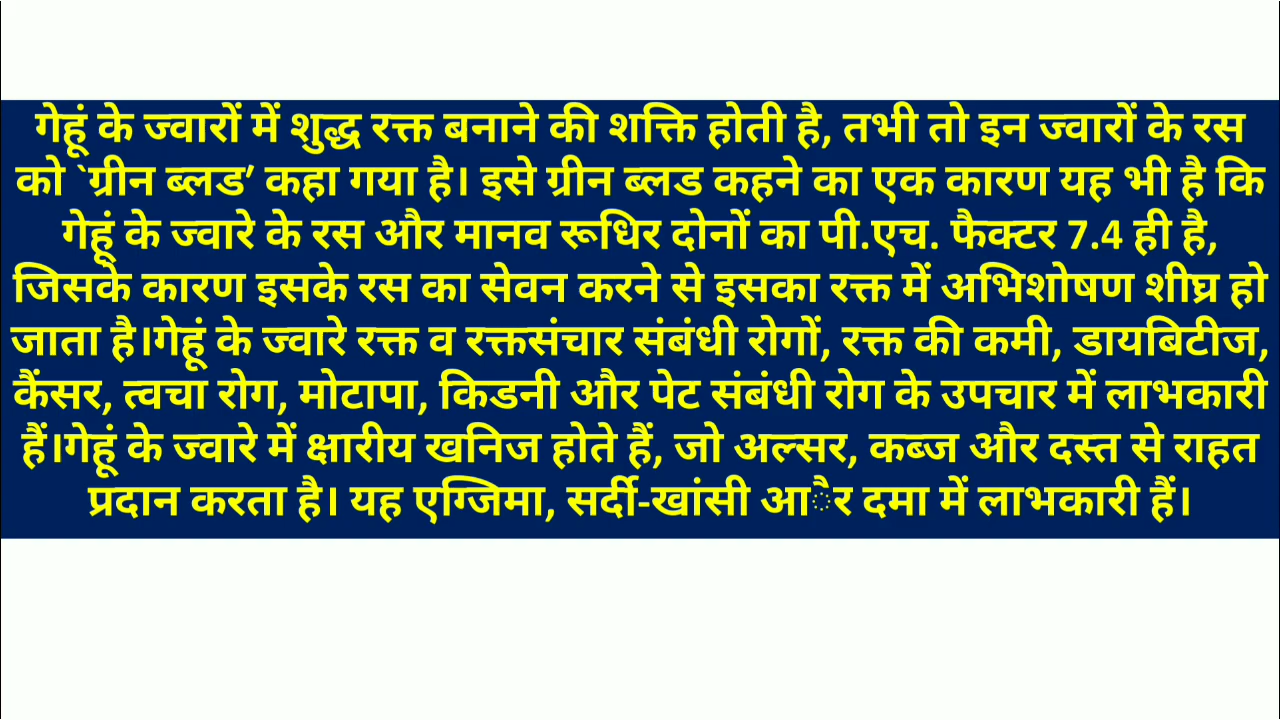 गेहूं के ज्वारों में शुद्ध रक्त बनाने की शक्ति होती है, तभी तो इन ज्वारों के रस
को `ग्रीन ब्लड’ कहा गया है। इसे ग्रीन ब्लड कहने का एक कारण यह भी है कि
गेहूं के ज्वारे के रस और मानव रूधिर दोनों का पी.एच. फैक्टर 7.4 ही है,
जिसके कारण इसके रस का सेवन करने से इसका रक्त में अभिशोषण शीघ्र हो
जाता है।गेहूं के ज्वारे रक्त व रक्तसंचार संबंधी रोगों, रक्त की कमी, डायबिटीज,
कैंसर, त्वचा रोग, मोटापा, किडनी और पेट संबंधी रोग के उपचार में लाभकारी
हैं।गेहूं के ज्वारे में क्षारीय खनिज होते हैं, जो अल्सर, कब्ज और दस्त से राहत
प्रदान करता है। यह एग्जिमा, सर्दी-खांसी आैर दमा में लाभकारी हैं।